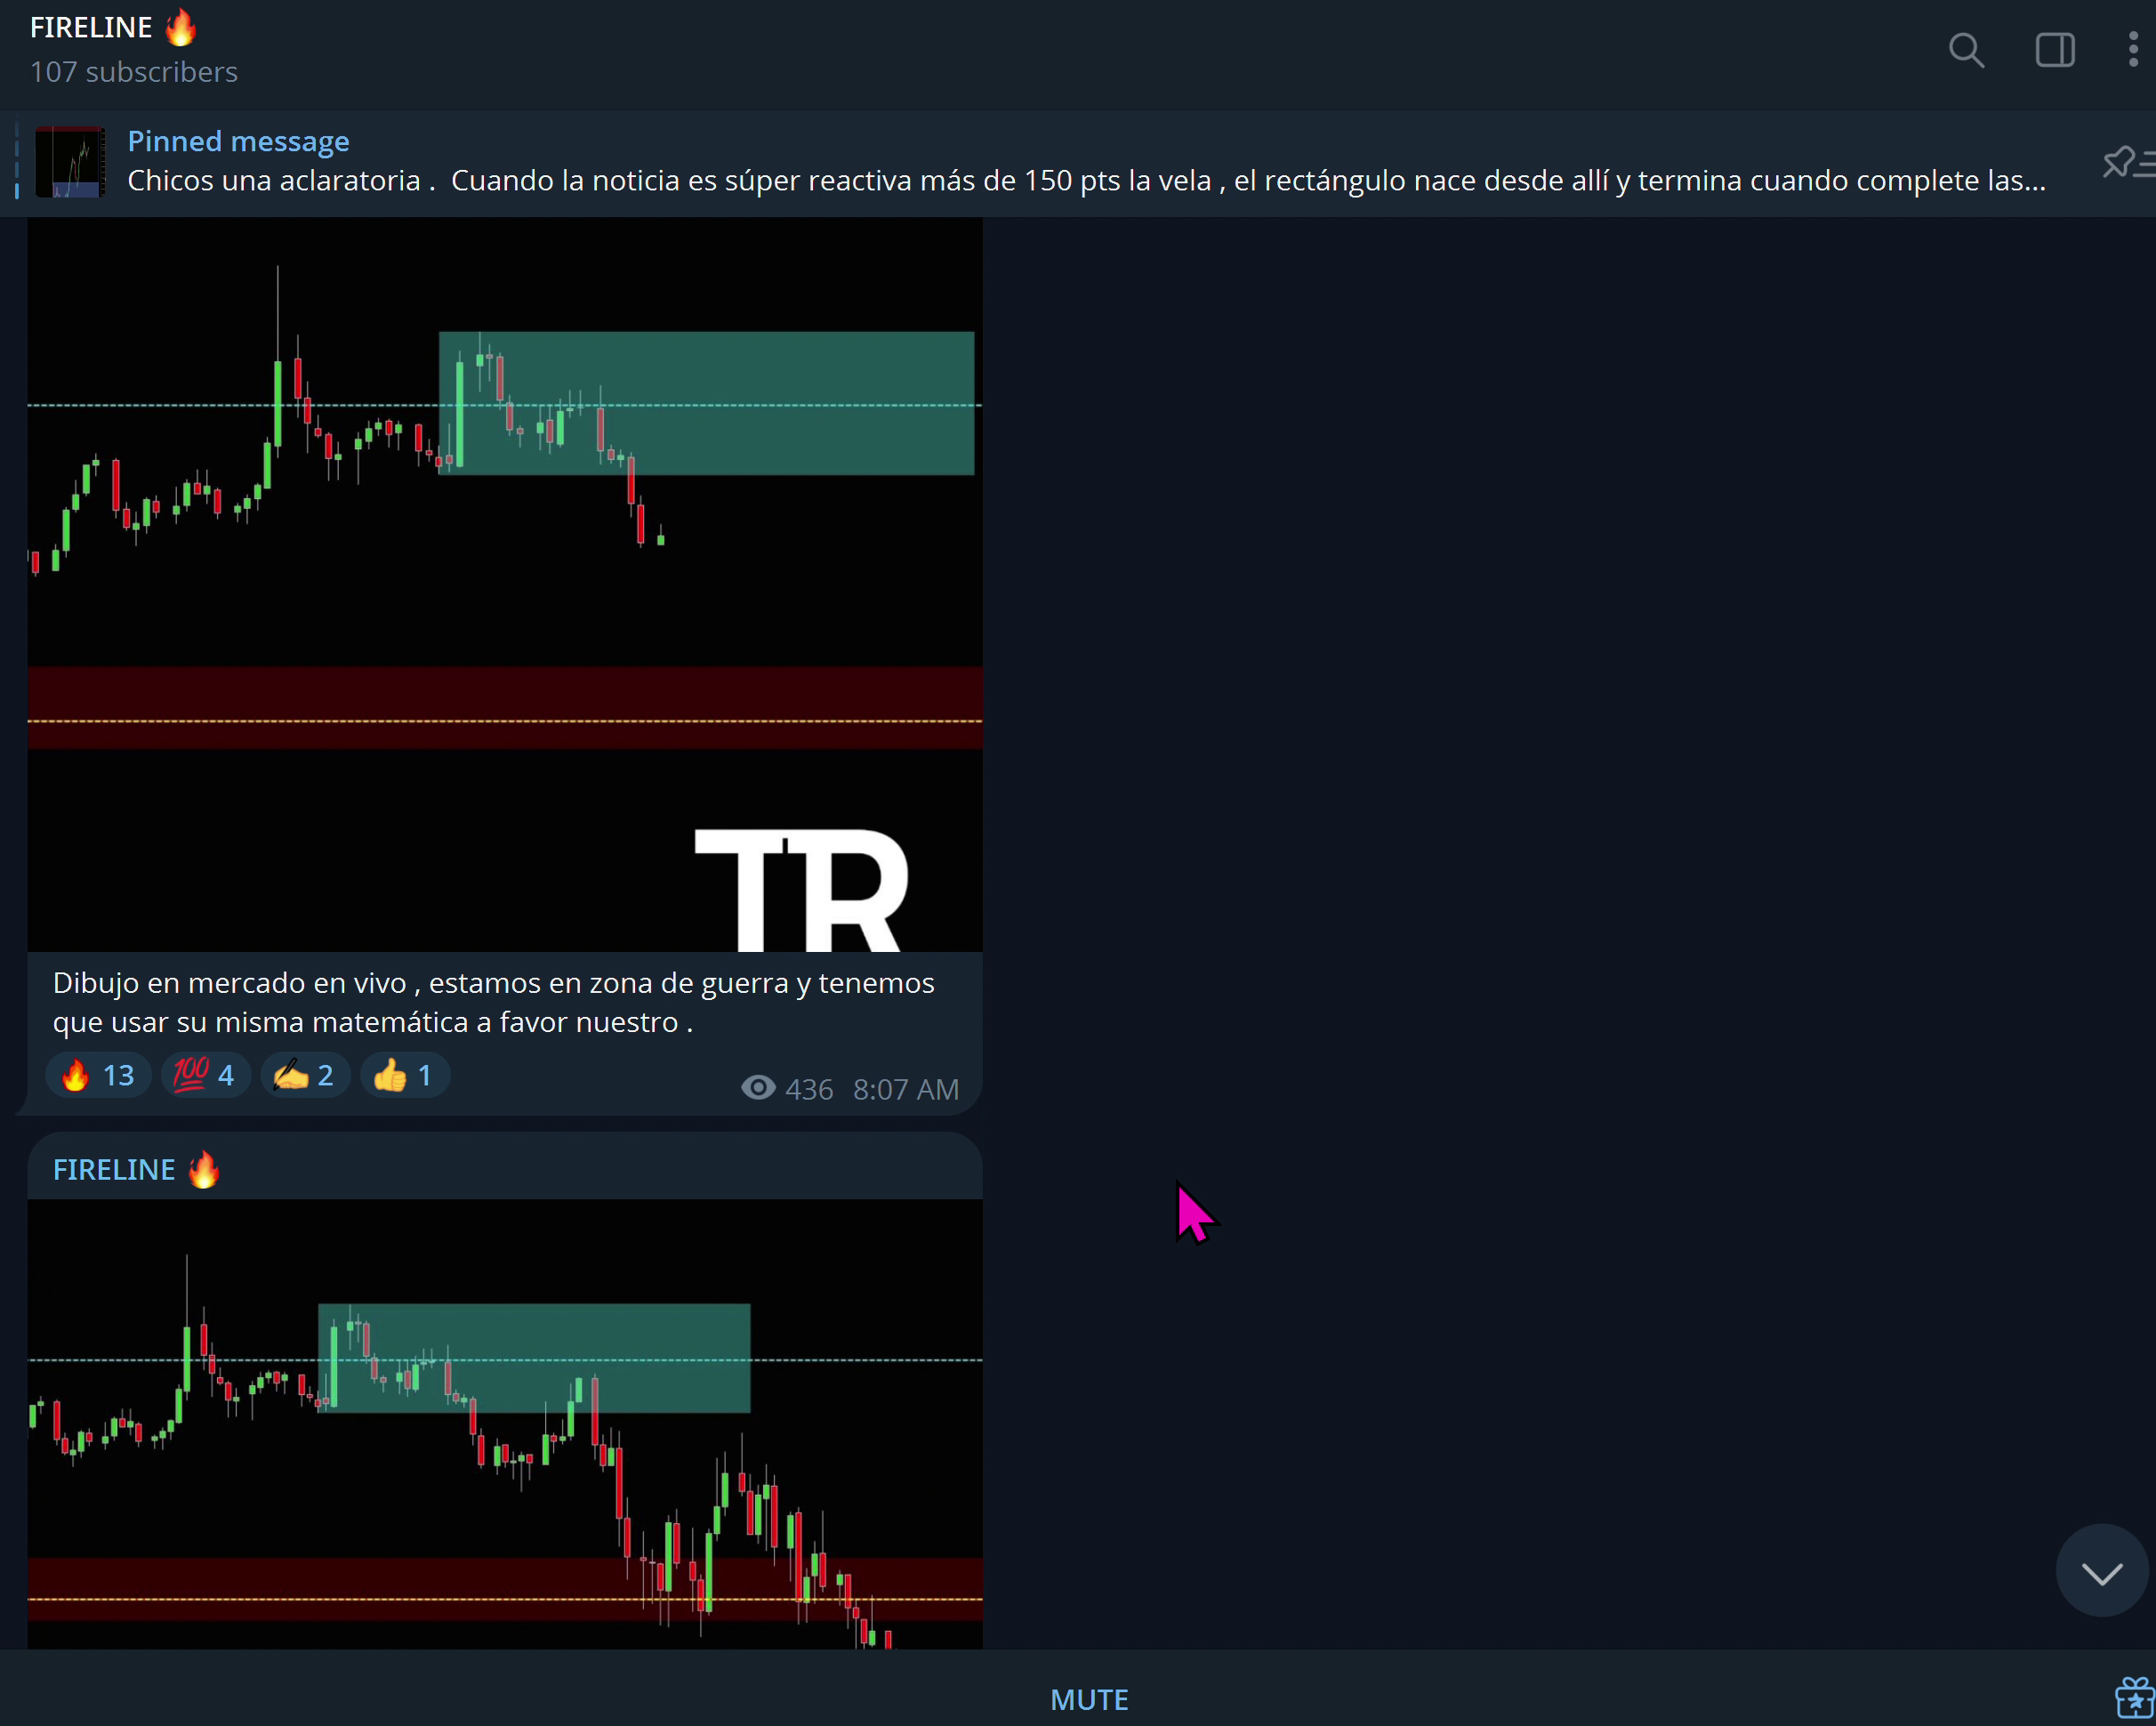 FIRELINE 🔥
107 subscribers
Pinned message
Chicos una aclaratoria .  Cuando la noticia es súper reactiva más de 150 pts la vela , el rectángulo nace desde allí y termina cuando complete las...
TR
Dibujo en mercado en vivo , estamos en zona de guerra y tenemos
que usar su misma matemática a favor nuestro .
🔥 13 💯 4 ✍️ 2 👍 1 436 8:07 AM
FIRELINE 🔥
MUTE